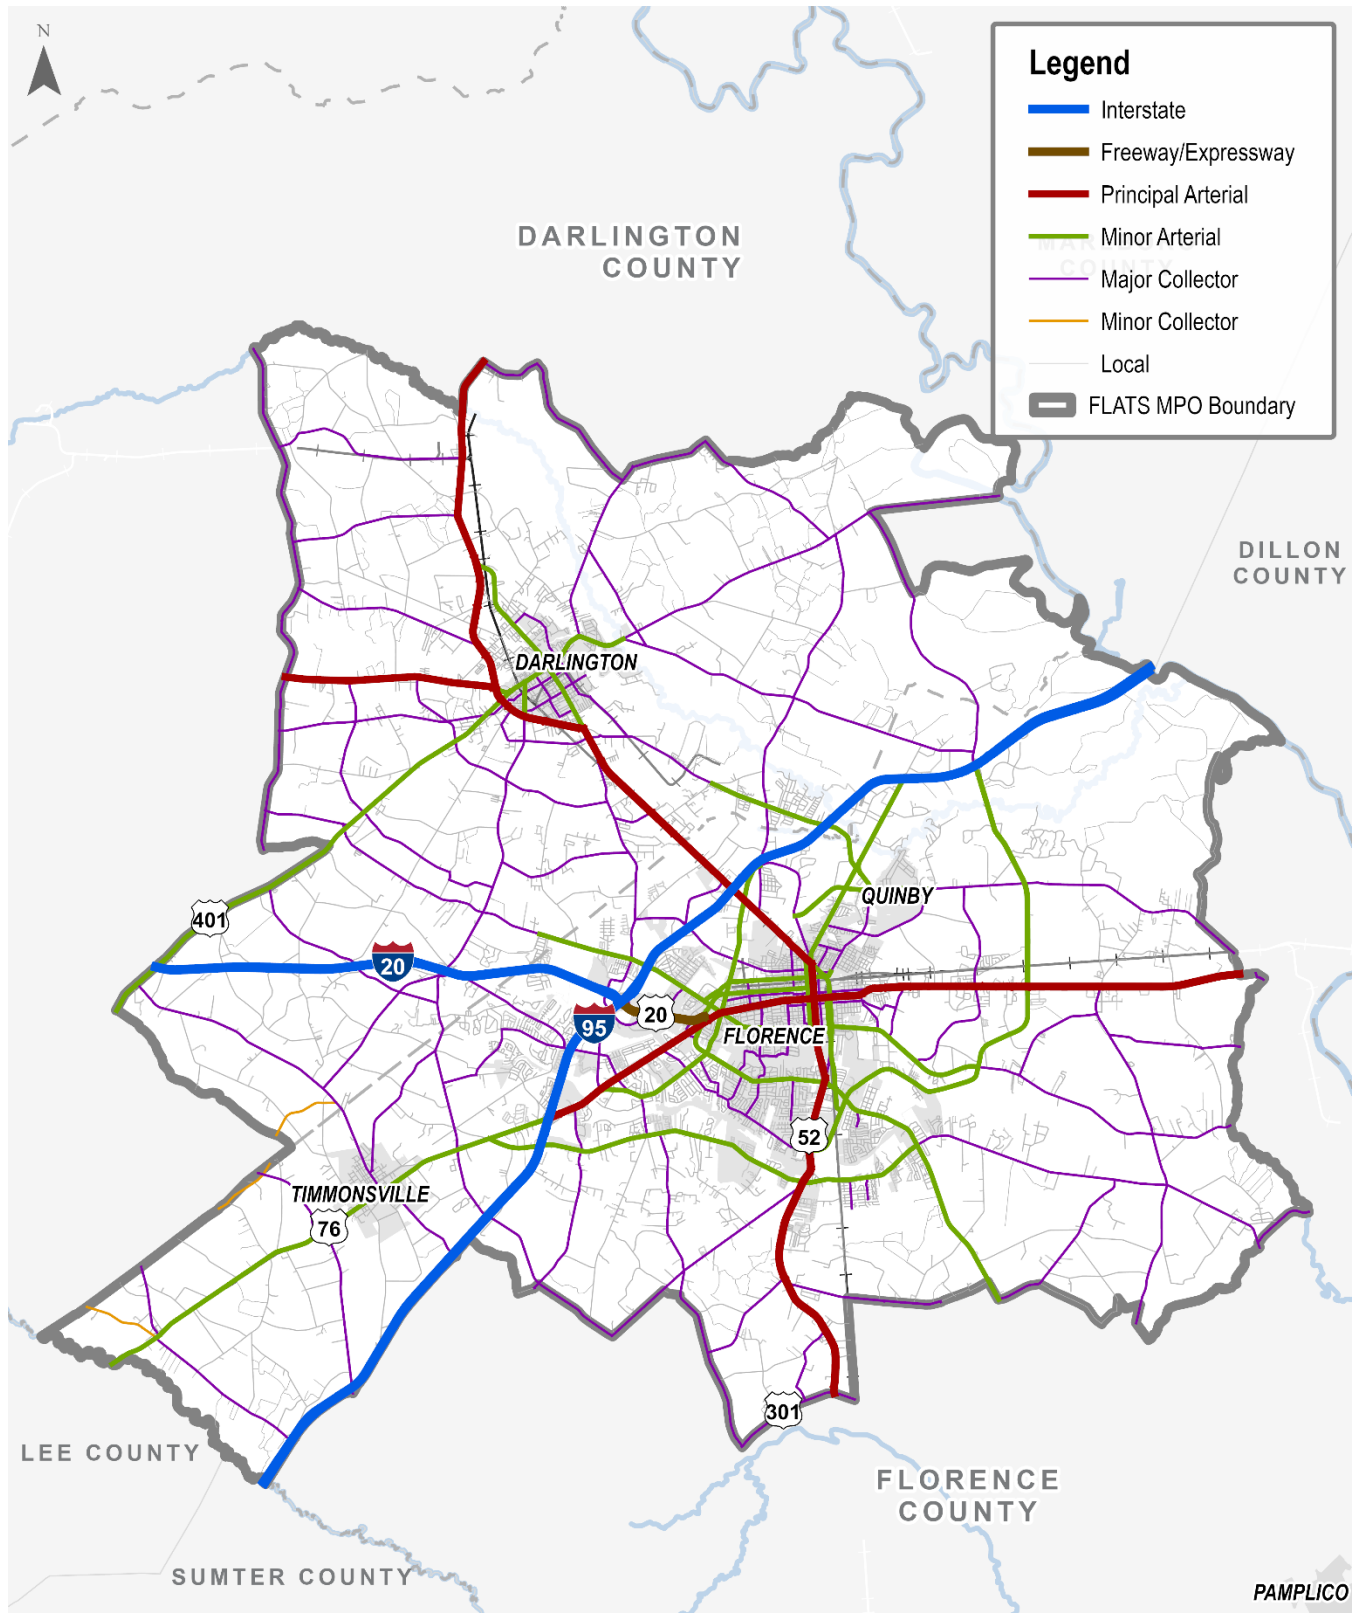 N
Legend
Interstate
Freeway/Expressway
Principal Arterial
Minor Arterial
Major Collector
Minor Collector
Local
FLATS MPO Boundary
DARLINGTON
COUNTY
COUNTY
DILLON
COUNTY
DARLINGTON
QUINBY
401
20
20
95
FLORENCE
52
TIMMONSVILLE
76
301
LEE COUNTY
FLORENCE
COUNTY
SUMTER COUNTY
PAMPLICO